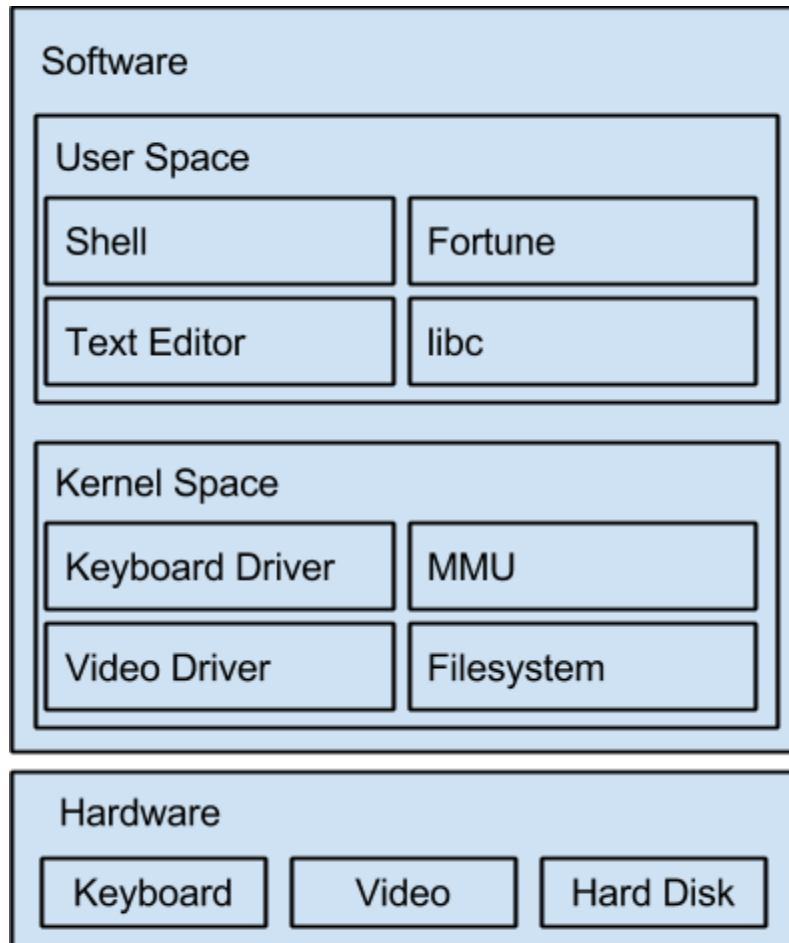 Software
User Space
Shell
Fortune
Text Editor
libc
Kernel Space
Keyboard Driver
MMU
Video Driver
Filesystem
Hardware
Keyboard
Video
Hard Disk